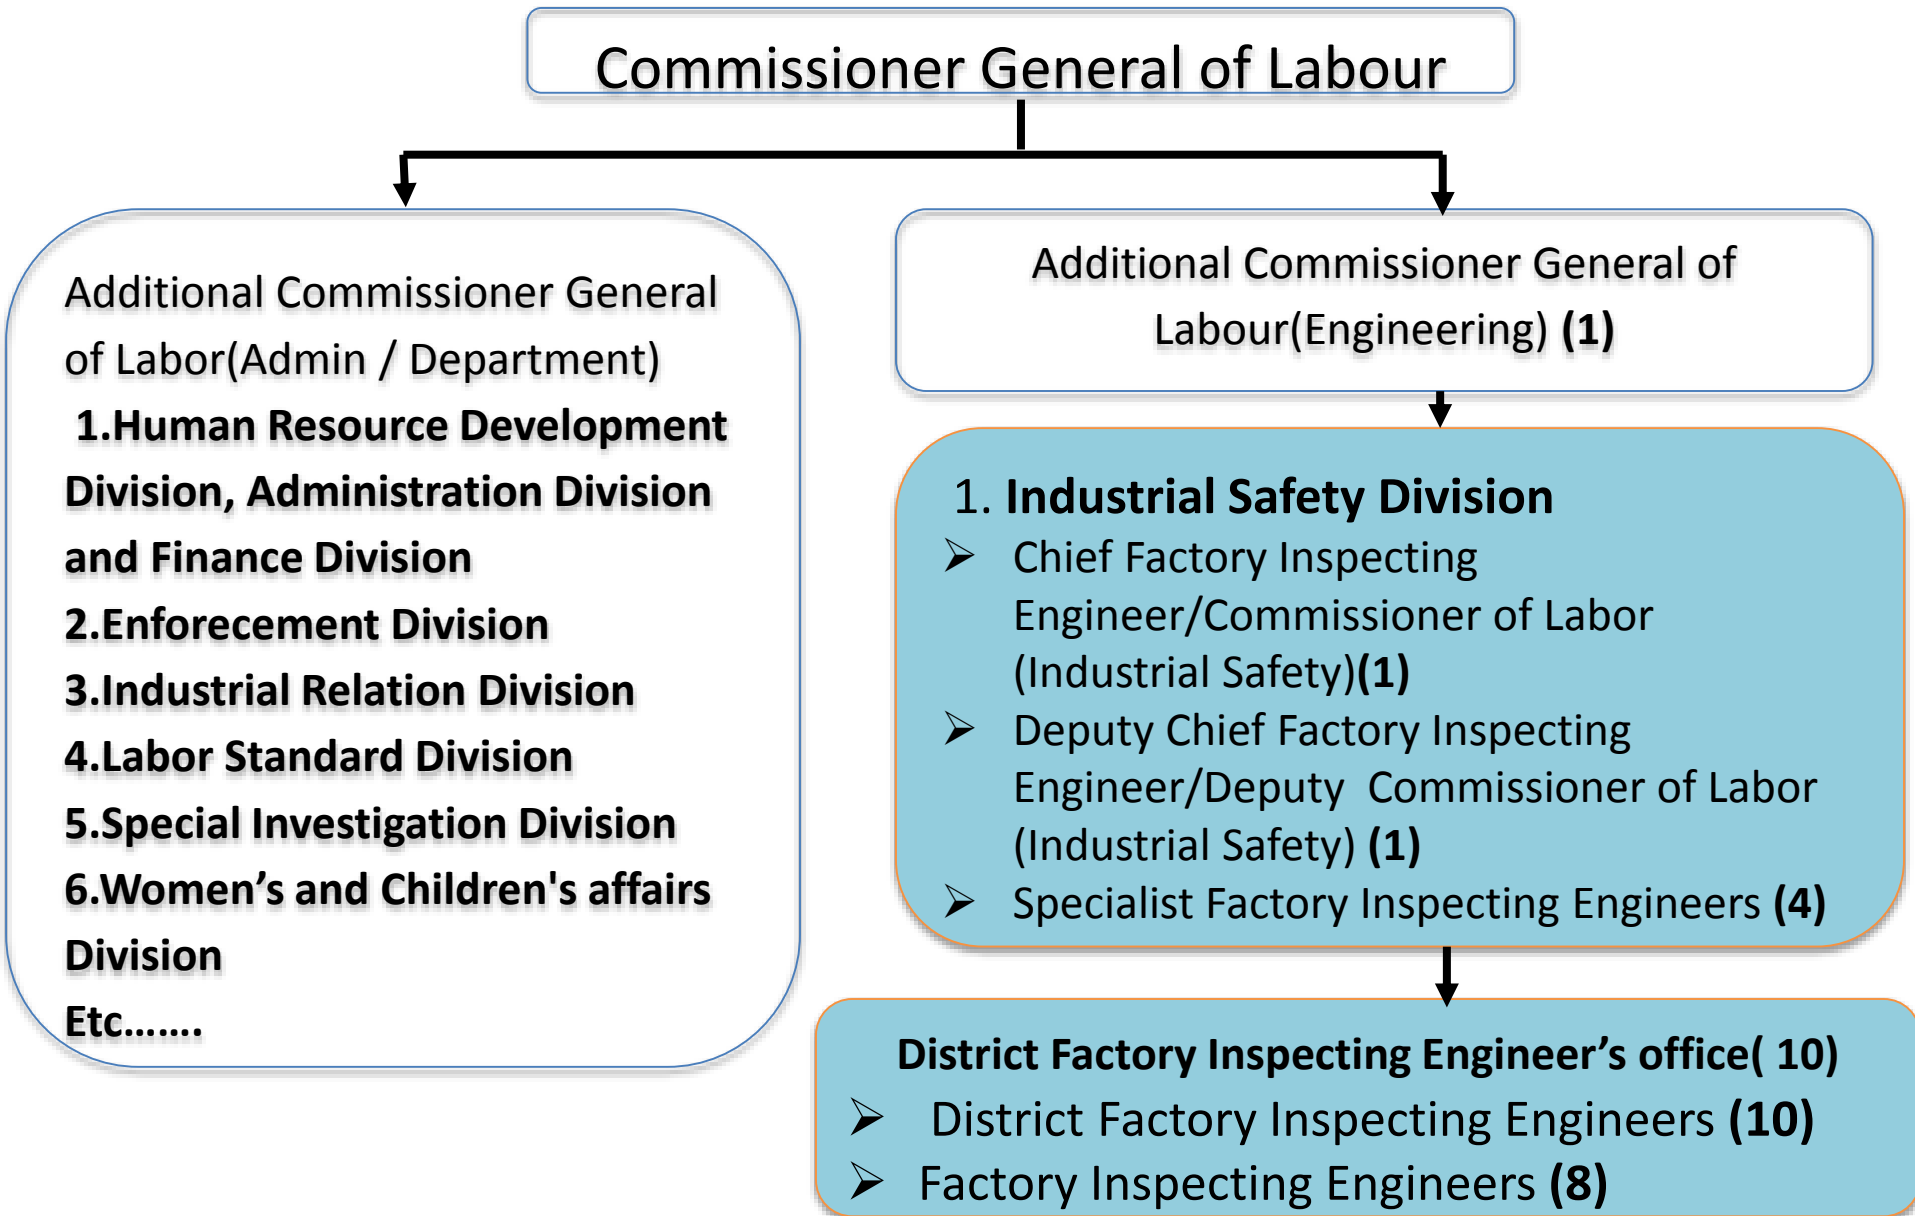 Commissioner General of Labour
Additional Commissioner General
of Labor(Admin / Department)
1.Human Resource Development
Division, Administration Division
and Finance Division
2.Enforecement Division
3.Industrial Relation Division
4.Labor Standard Division
5.Special Investigation Division
6.Women’s and Children's affairs
Division
Etc.......
Additional Commissioner General of
Labour(Engineering) (1)
1. Industrial Safety Division
➢ Chief Factory Inspecting
Engineer/Commissioner of Labor
(Industrial Safety)(1)
➢ Deputy Chief Factory Inspecting
Engineer/Deputy Commissioner of Labor
(Industrial Safety) (1)
➢ Specialist Factory Inspecting Engineers (4)
District Factory Inspecting Engineer’s office( 10)
➢ District Factory Inspecting Engineers (10)
➢ Factory Inspecting Engineers (8)